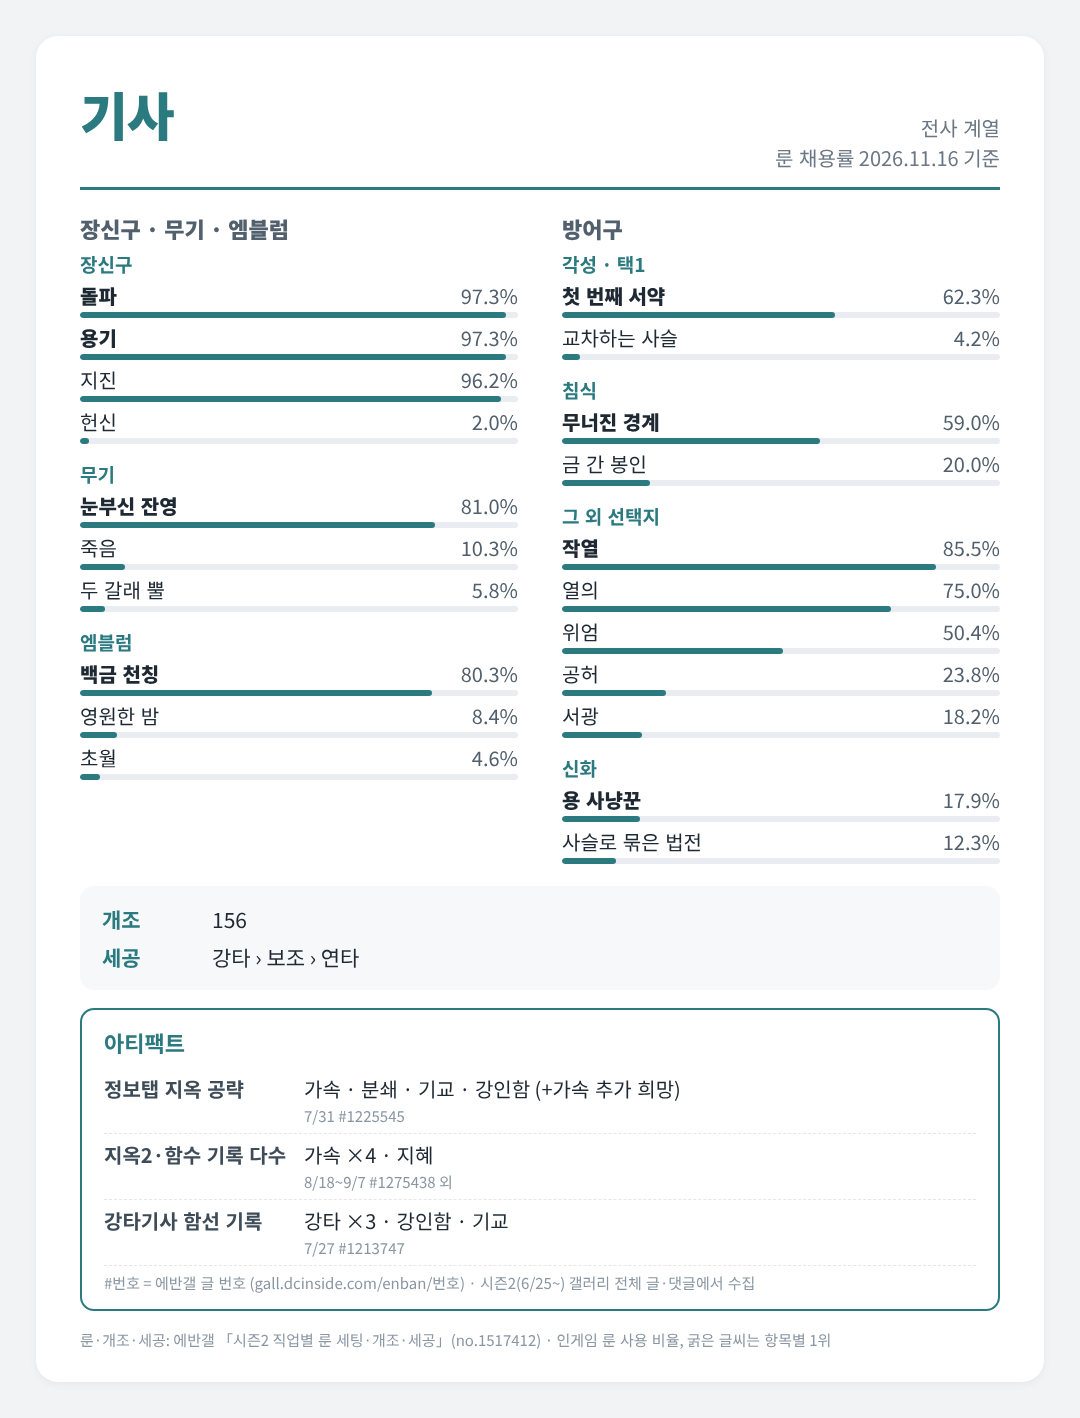 기사
전사 계열
룬 채용률 2026.11.16 기준
장신구 · 무기 · 엠블럼
장신구
돌파 97.3%
용기 97.3%
지진 96.2%
헌신 2.0%
무기
눈부신 잔영 81.0%
죽음 10.3%
두 갈래 뿔 5.8%
엠블럼
백금 천칭 80.3%
영원한 밤 8.4%
초월 4.6%
방어구
각성 · 택1
첫 번째 서약 62.3%
교차하는 사슬 4.2%
침식
무너진 경계 59.0%
금 간 봉인 20.0%
그 외 선택지
작열 85.5%
열의 75.0%
위엄 50.4%
공허 23.8%
서광 18.2%
신화
용 사냥꾼 17.9%
사슬로 묶은 법전 12.3%
개조 156
세공 강타 › 보조 › 연타
아티팩트
정보탭 지옥 공략 가속 · 분쇄 · 기교 · 강인함 (+가속 추가 희망)
7/31 #1225545
지옥2·함수 기록 다수 가속 ×4 · 지혜
8/18~9/7 #1275438 외
강타기사 함선 기록 강타 ×3 · 강인함 · 기교
7/27 #1213747
#번호 = 에반갤 글 번호 (gall.dcinside.com/enban/번호) · 시즌2(6/25~) 갤러리 전체 글·댓글에서 수집
룬·개조·세공: 에반갤 「시즌2 직업별 룬 세팅·개조·세공」(no.1517412) · 인게임 룬 사용 비율, 굵은 글씨는 항목별 1위